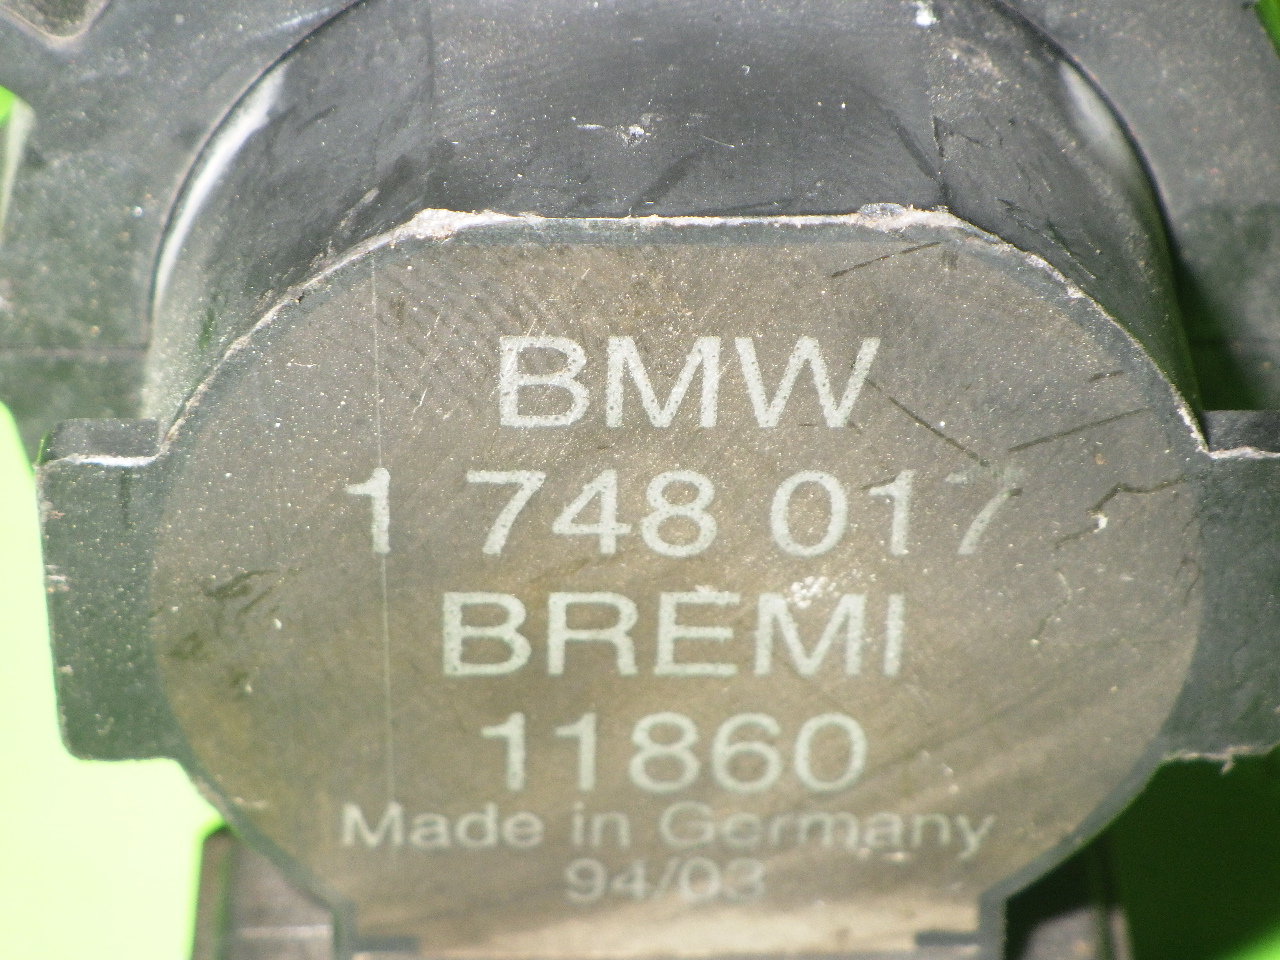 BMW
1 748 017
BREMI
11860
Made in Germany
94/03